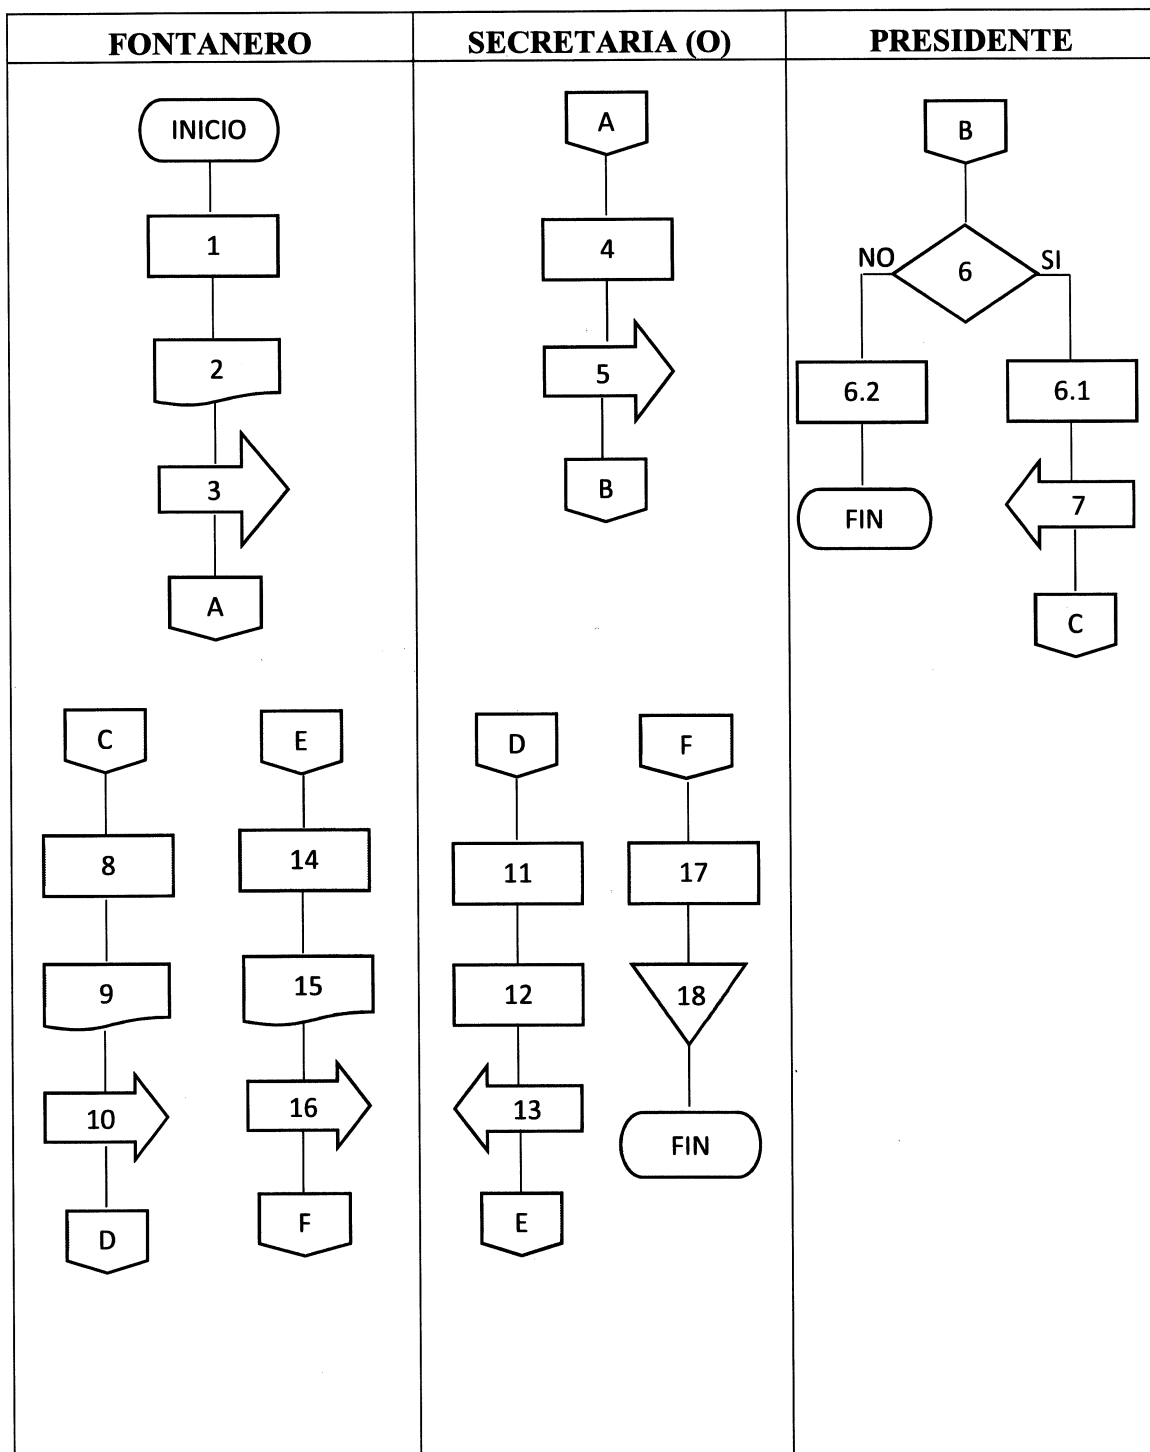 FONTANERO
SECRETARIA (O)
PRESIDENTE
INICIO
1
2
3
A
A
4
5
B
B
6
NO
SI
6.2
6.1
FIN
7
C
C
8
9
10
D
E
14
15
16
F
D
11
12
13
E
F
17
18
FIN